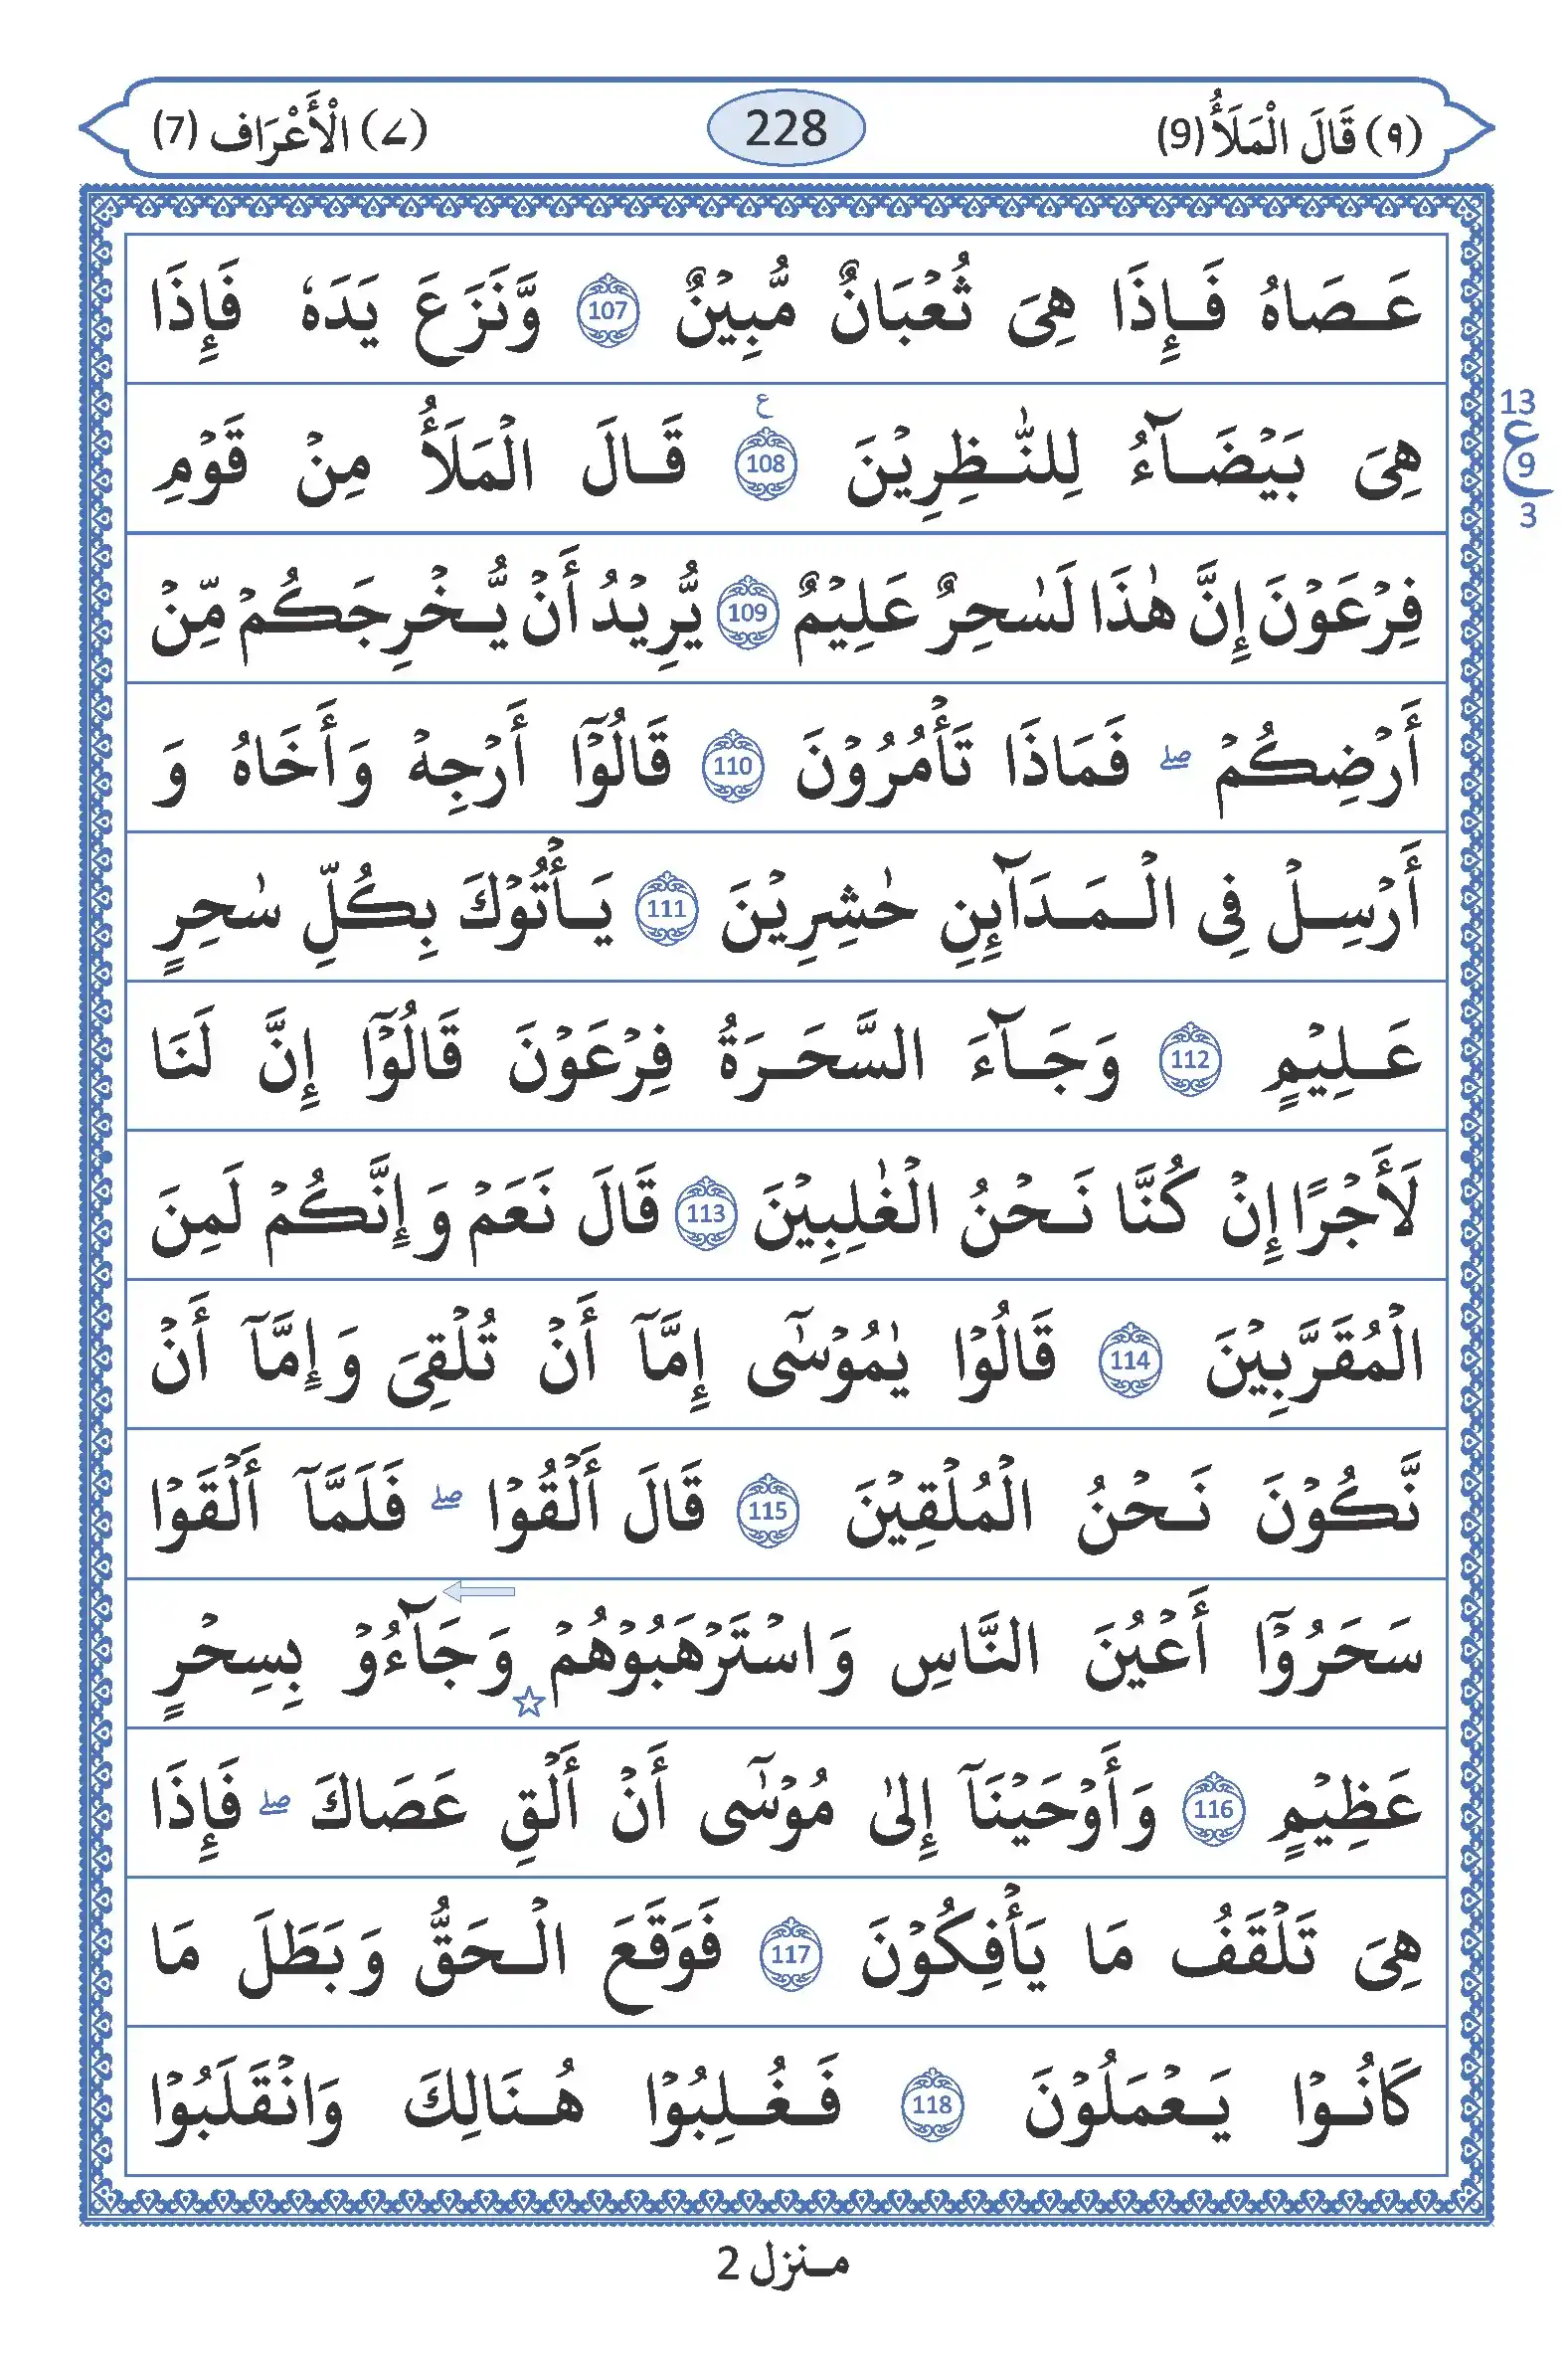 (٩) قَالَ الْمَلَأُ (9) 228 (٧) الْأَعْرَاف (7)
عَصَاهُ فَإِذَا هِىَ ثُعْبَانٌ مُّبِيْنٌ 107 وَّنَزَعَ يَدَهٗ فَإِذَا
هِىَ بَيْضَآءُ لِلنّٰظِرِيْنَ 108 ع قَالَ الْمَلَأُ مِنْ قَوْمِ
13
ع 9
3
فِرْعَوْنَ إِنَّ هٰذَا لَسٰحِرٌ عَلِيْمٌ 109 يُّرِيْدُ أَنْ يُّخْرِجَكُمْ مِّنْ
أَرْضِكُمْ ۖ فَمَاذَا تَأْمُرُوْنَ 110 قَالُوْٓا أَرْجِهْ وَأَخَاهُ وَ
أَرْسِلْ فِى الْمَدَآئِنِ حٰشِرِيْنَ 111 يَأْتُوْكَ بِكُلِّ سٰحِرٍ
عَلِيْمٍ 112 وَجَآءَ السَّحَرَةُ فِرْعَوْنَ قَالُوْٓا إِنَّ لَنَا
لَأَجْرًا إِنْ كُنَّا نَحْنُ الْغٰلِبِيْنَ 113 قَالَ نَعَمْ وَإِنَّكُمْ لَمِنَ
الْمُقَرَّبِيْنَ 114 قَالُوْا يٰمُوْسٰٓى إِمَّآ أَنْ تُلْقِىَ وَإِمَّآ أَنْ
نَّكُوْنَ نَحْنُ الْمُلْقِيْنَ 115 قَالَ أَلْقُوْا ۖ فَلَمَّآ أَلْقَوْا
سَحَرُوْٓا أَعْيُنَ النَّاسِ وَاسْتَرْهَبُوْهُمْ ☆ وَجَآءُوْ بِسِحْرٍ
عَظِيْمٍ 116 وَأَوْحَيْنَآ إِلٰى مُوْسٰٓى أَنْ أَلْقِ عَصَاكَ ۖ فَإِذَا
هِىَ تَلْقَفُ مَا يَأْفِكُوْنَ 117 فَوَقَعَ الْحَقُّ وَبَطَلَ مَا
كَانُوْا يَعْمَلُوْنَ 118 فَغُلِبُوْا هُنَالِكَ وَانْقَلَبُوْا
منزل 2